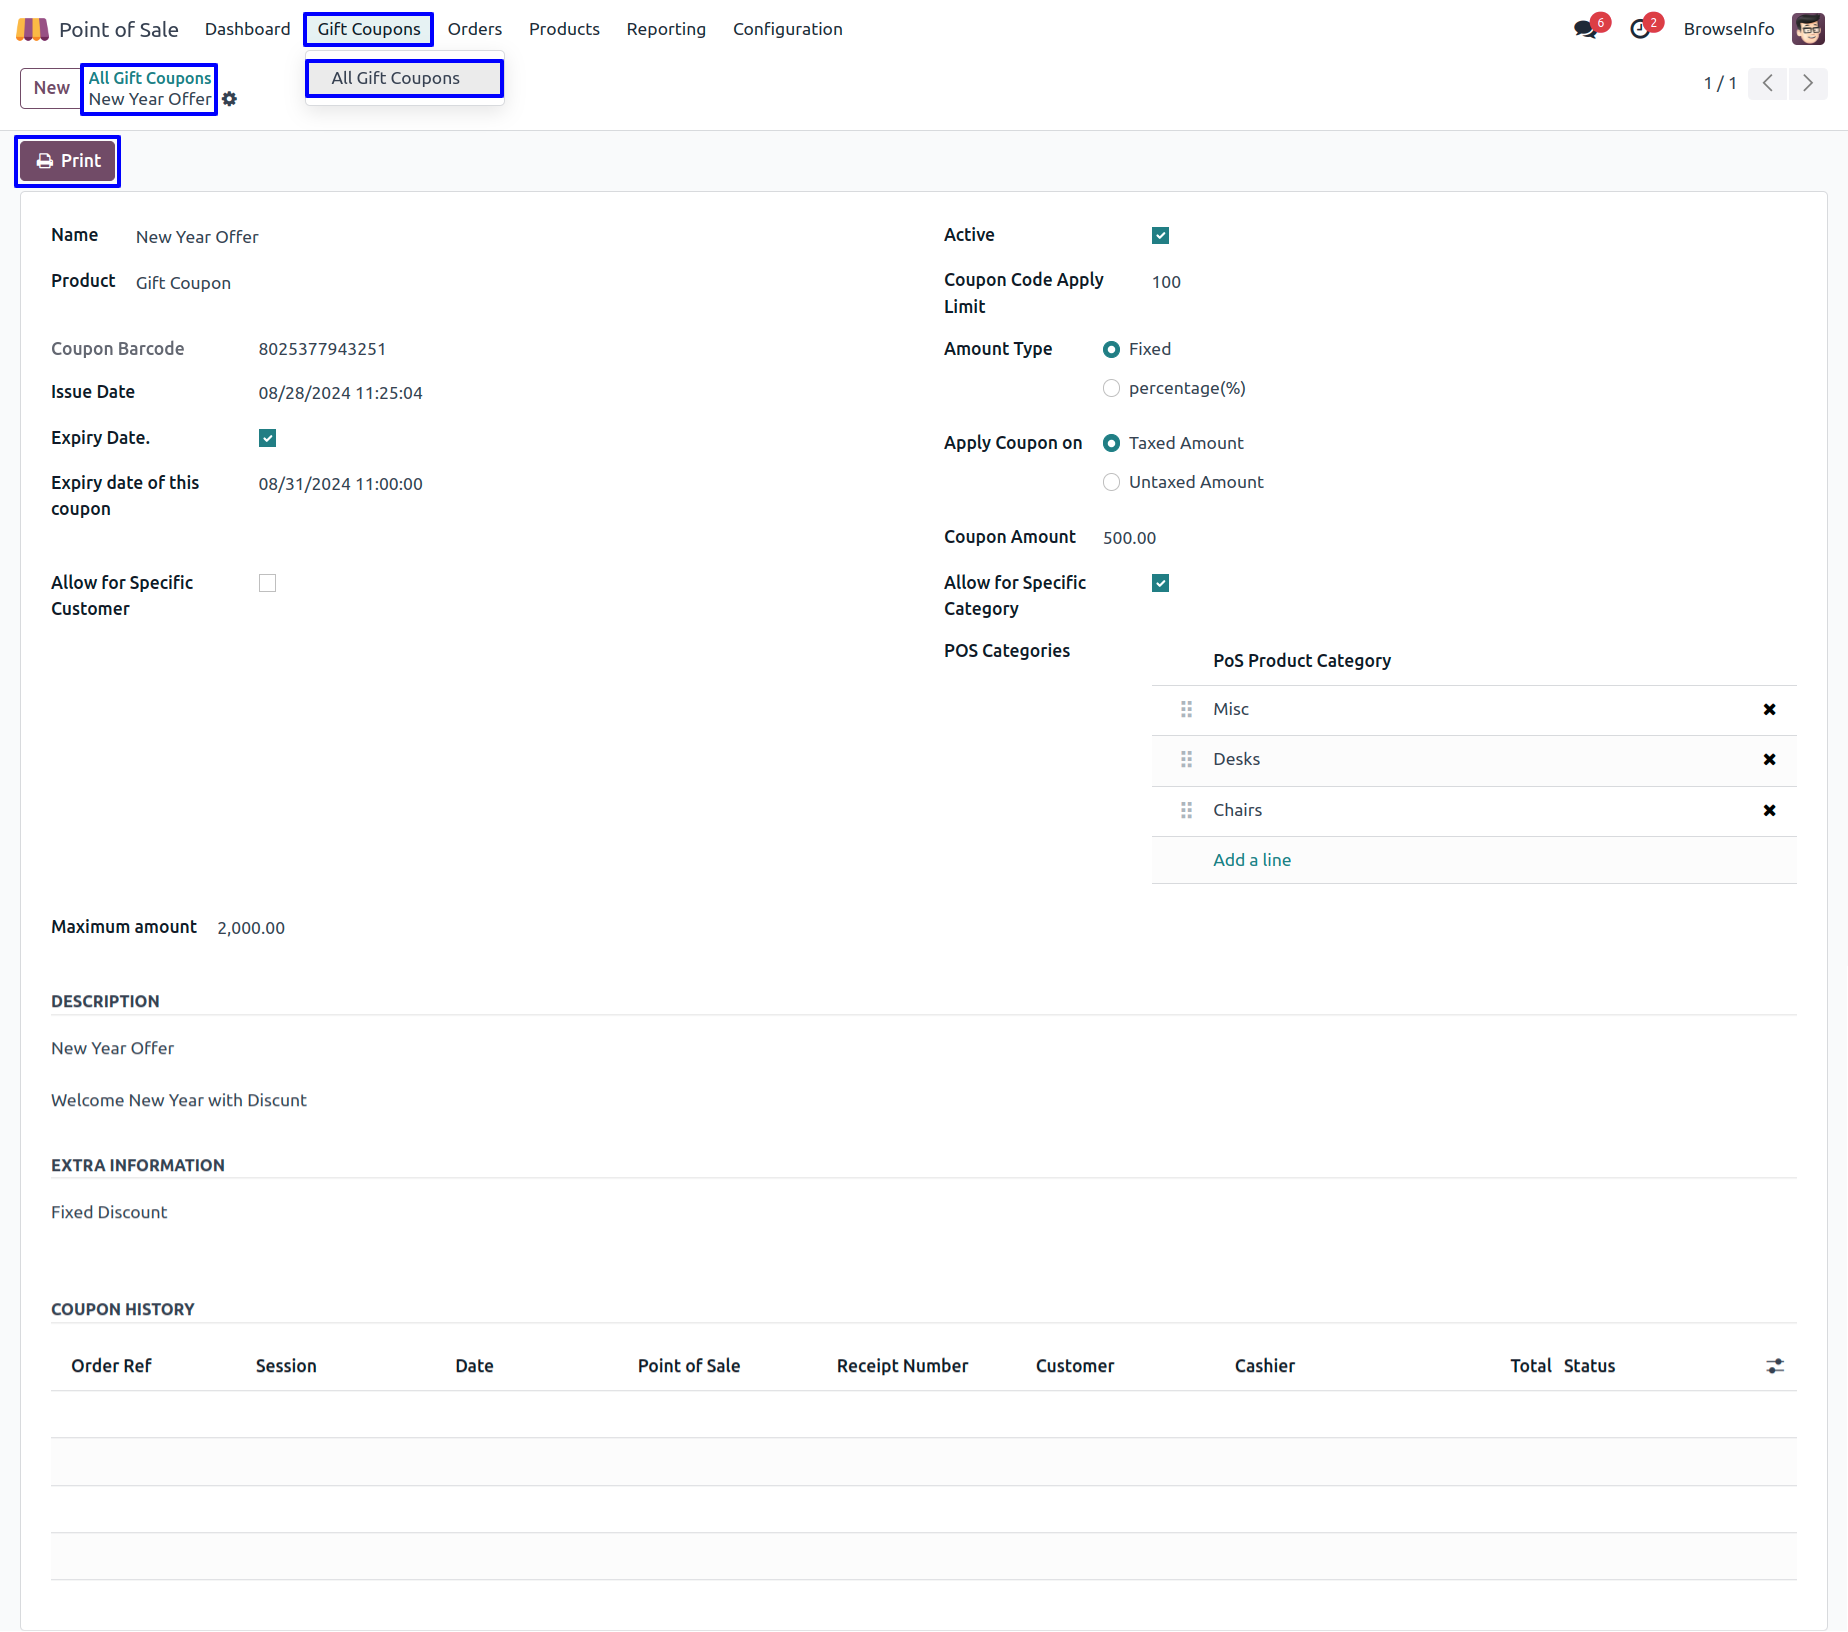 Point of Sale Dashboard Gift Coupons Orders Products Reporting Configuration 6 2 BrowseInfo
New All Gift Coupons All Gift Coupons 1 / 1
New Year Offer
Print
Name New Year Offer Active
Product Gift Coupon Coupon Code Apply 100
Limit
Coupon Barcode 8025377943251 Amount Type Fixed
Issue Date 08/28/2024 11:25:04 percentage(%)
Expiry Date. Apply Coupon on Taxed Amount
Expiry date of this 08/31/2024 11:00:00 Untaxed Amount
coupon
Coupon Amount 500.00
Allow for Specific Allow for Specific
Customer Category
POS Categories PoS Product Category
Misc
Desks
Chairs
Add a line
Maximum amount 2,000.00
DESCRIPTION
New Year Offer
Welcome New Year with Discunt
EXTRA INFORMATION
Fixed Discount
COUPON HISTORY
Order Ref Session Date Point of Sale Receipt Number Customer Cashier Total Status